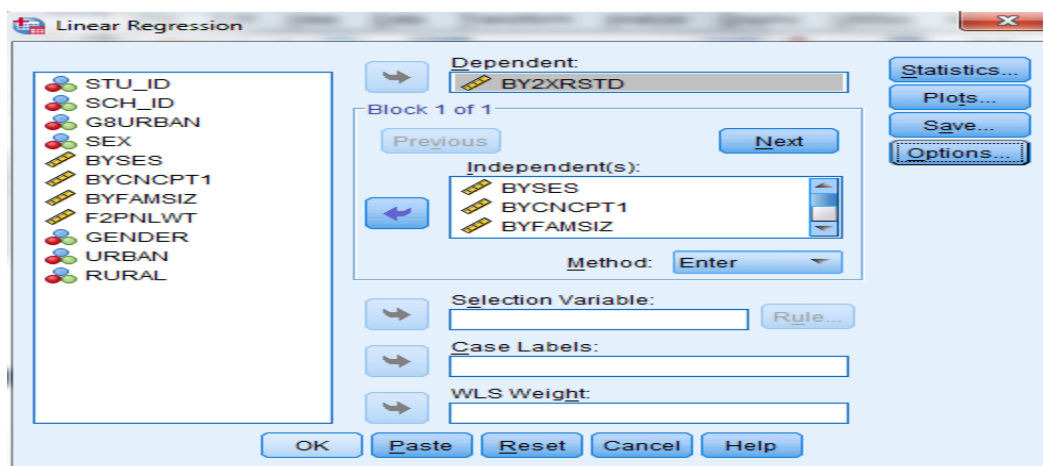 Linear Regression
STU_ID
SCH_ID
G8URBAN
SEX
BYSES
BYCNCPT1
BYFAMSIZ
F2PNLWT
GENDER
URBAN
RURAL
Dependent:
BY2XRSTD
Block 1 of 1
Previous
Next
Independent(s):
BYSES
BYCNCPT1
BYFAMSIZ
Method: Enter
Selection Variable:
Rule...
Case Labels:
WLS Weight:
Statistics...
Plots...
Save...
Options...
OK Paste Reset Cancel Help